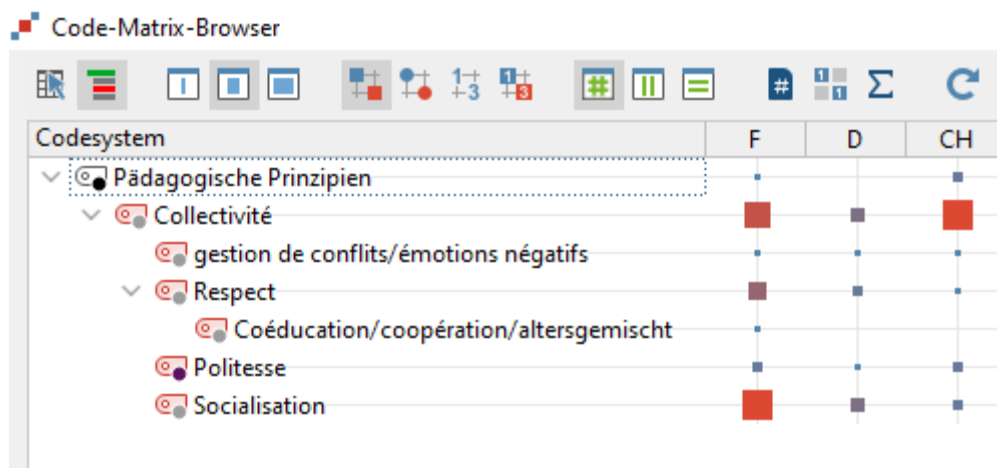 Code-Matrix-Browser
Codesystem F D CH
Pädagogische Prinzipien
Collectivité
gestion de conflits/émotions négatifs
Respect
Coéducation/coopération/altersgemischt
Politesse
Socialisation